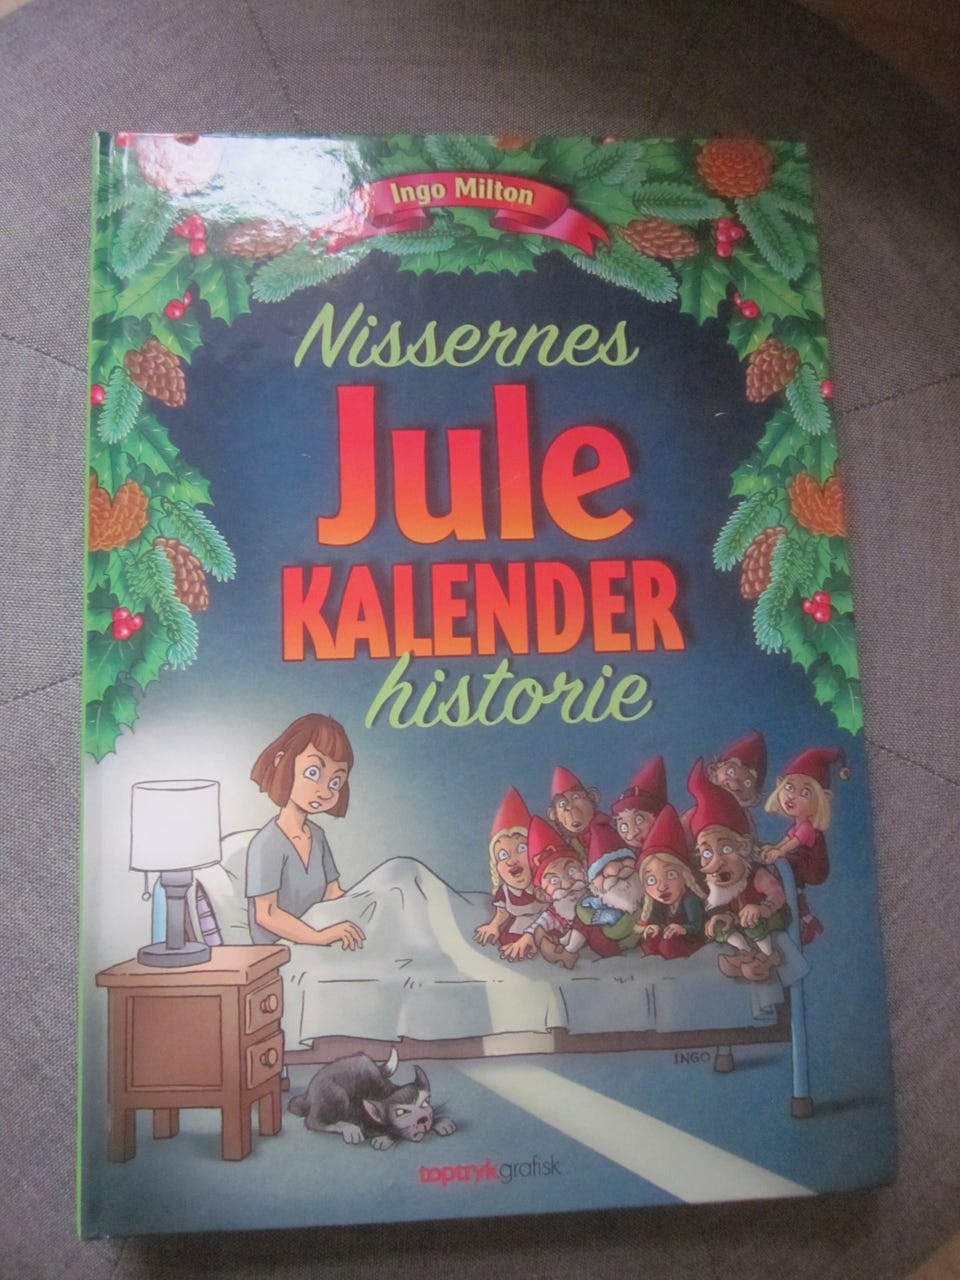 Ingo Milton
Nissernes
Jule
KALENDER
historie
INGO
toptrykgrafisk